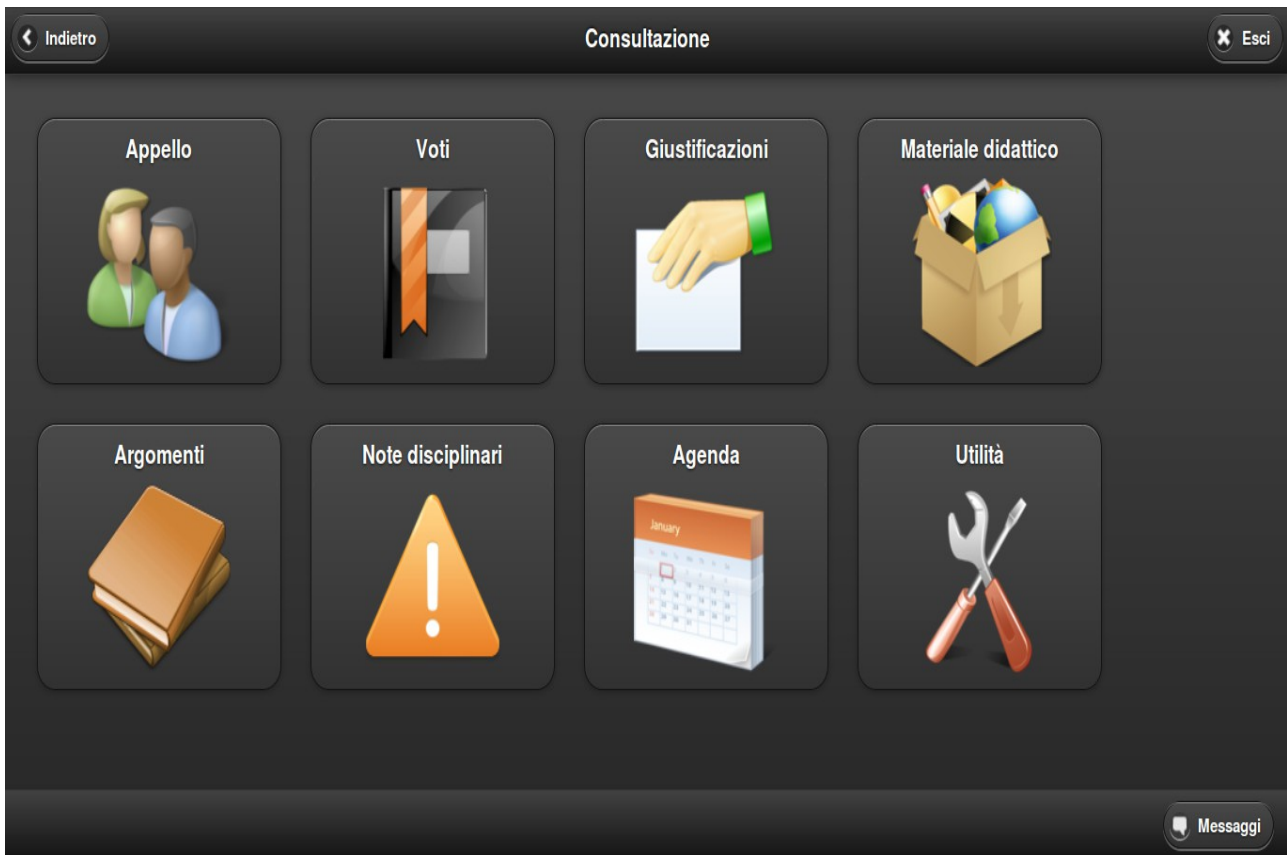 Indietro
Consultazione
Esci
Appello
Voti
Giustificazioni
Materiale didattico
Argomenti
Note disciplinari
Agenda
Utilità
January
Messaggi